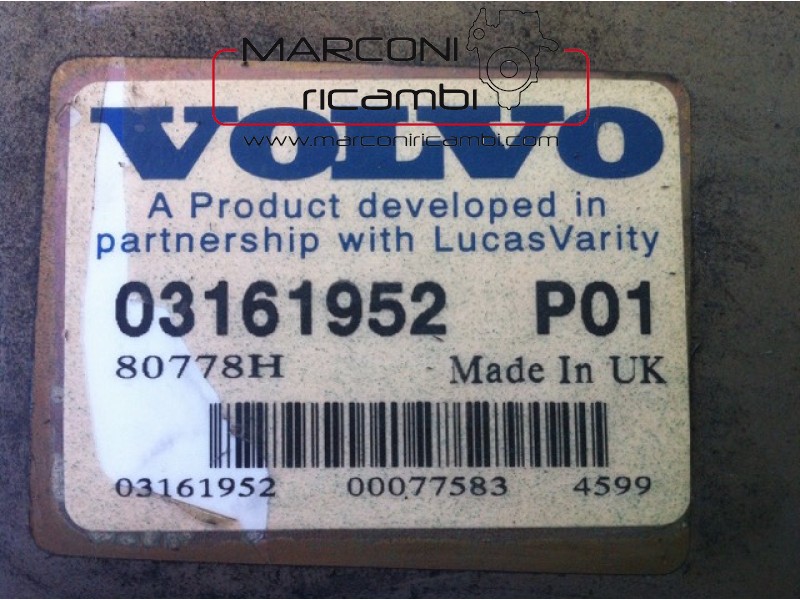 MARCONI
ricambi
www.marconiricambi.com
VOLVO
A Product developed in
partnership with LucasVarity
03161952 P01
80778H Made In UK
03161952 00077583 4599